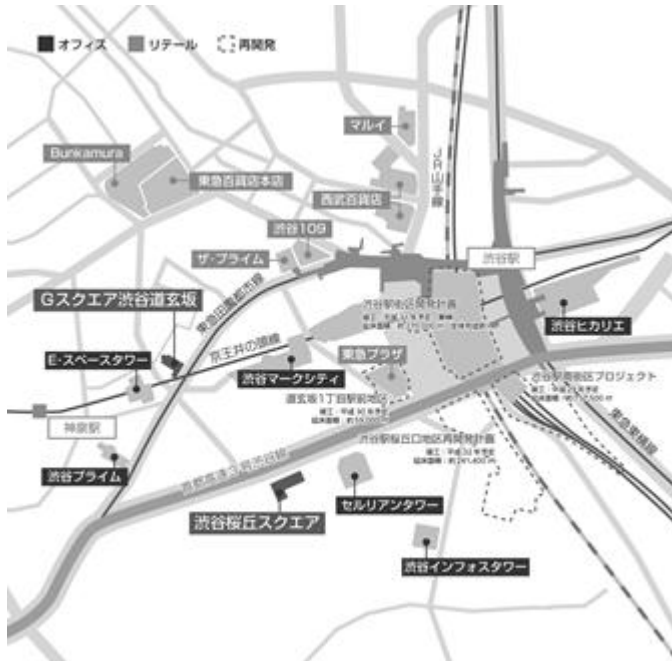 オフィス
リテール
再開発
マルイ
Bunkamura
東急百貨店本店
西武百貨店
JR山手線
渋谷109
ザ・プライム
渋谷駅
Gスクエア渋谷道玄坂
東急田園都市線
渋谷駅街区開発計画
渋谷ヒカリエ
E・スペースタワー
京王井の頭線
渋谷マークシティ
東急プラザ
神泉駅
道玄坂1丁目駅前地区
渋谷駅南街区プロジェクト
東急東横線
渋谷駅桜丘口地区再開発計画
渋谷プライム
首都高速3号渋谷線
渋谷桜丘スクエア
セルリアンタワー
渋谷インフォスタワー